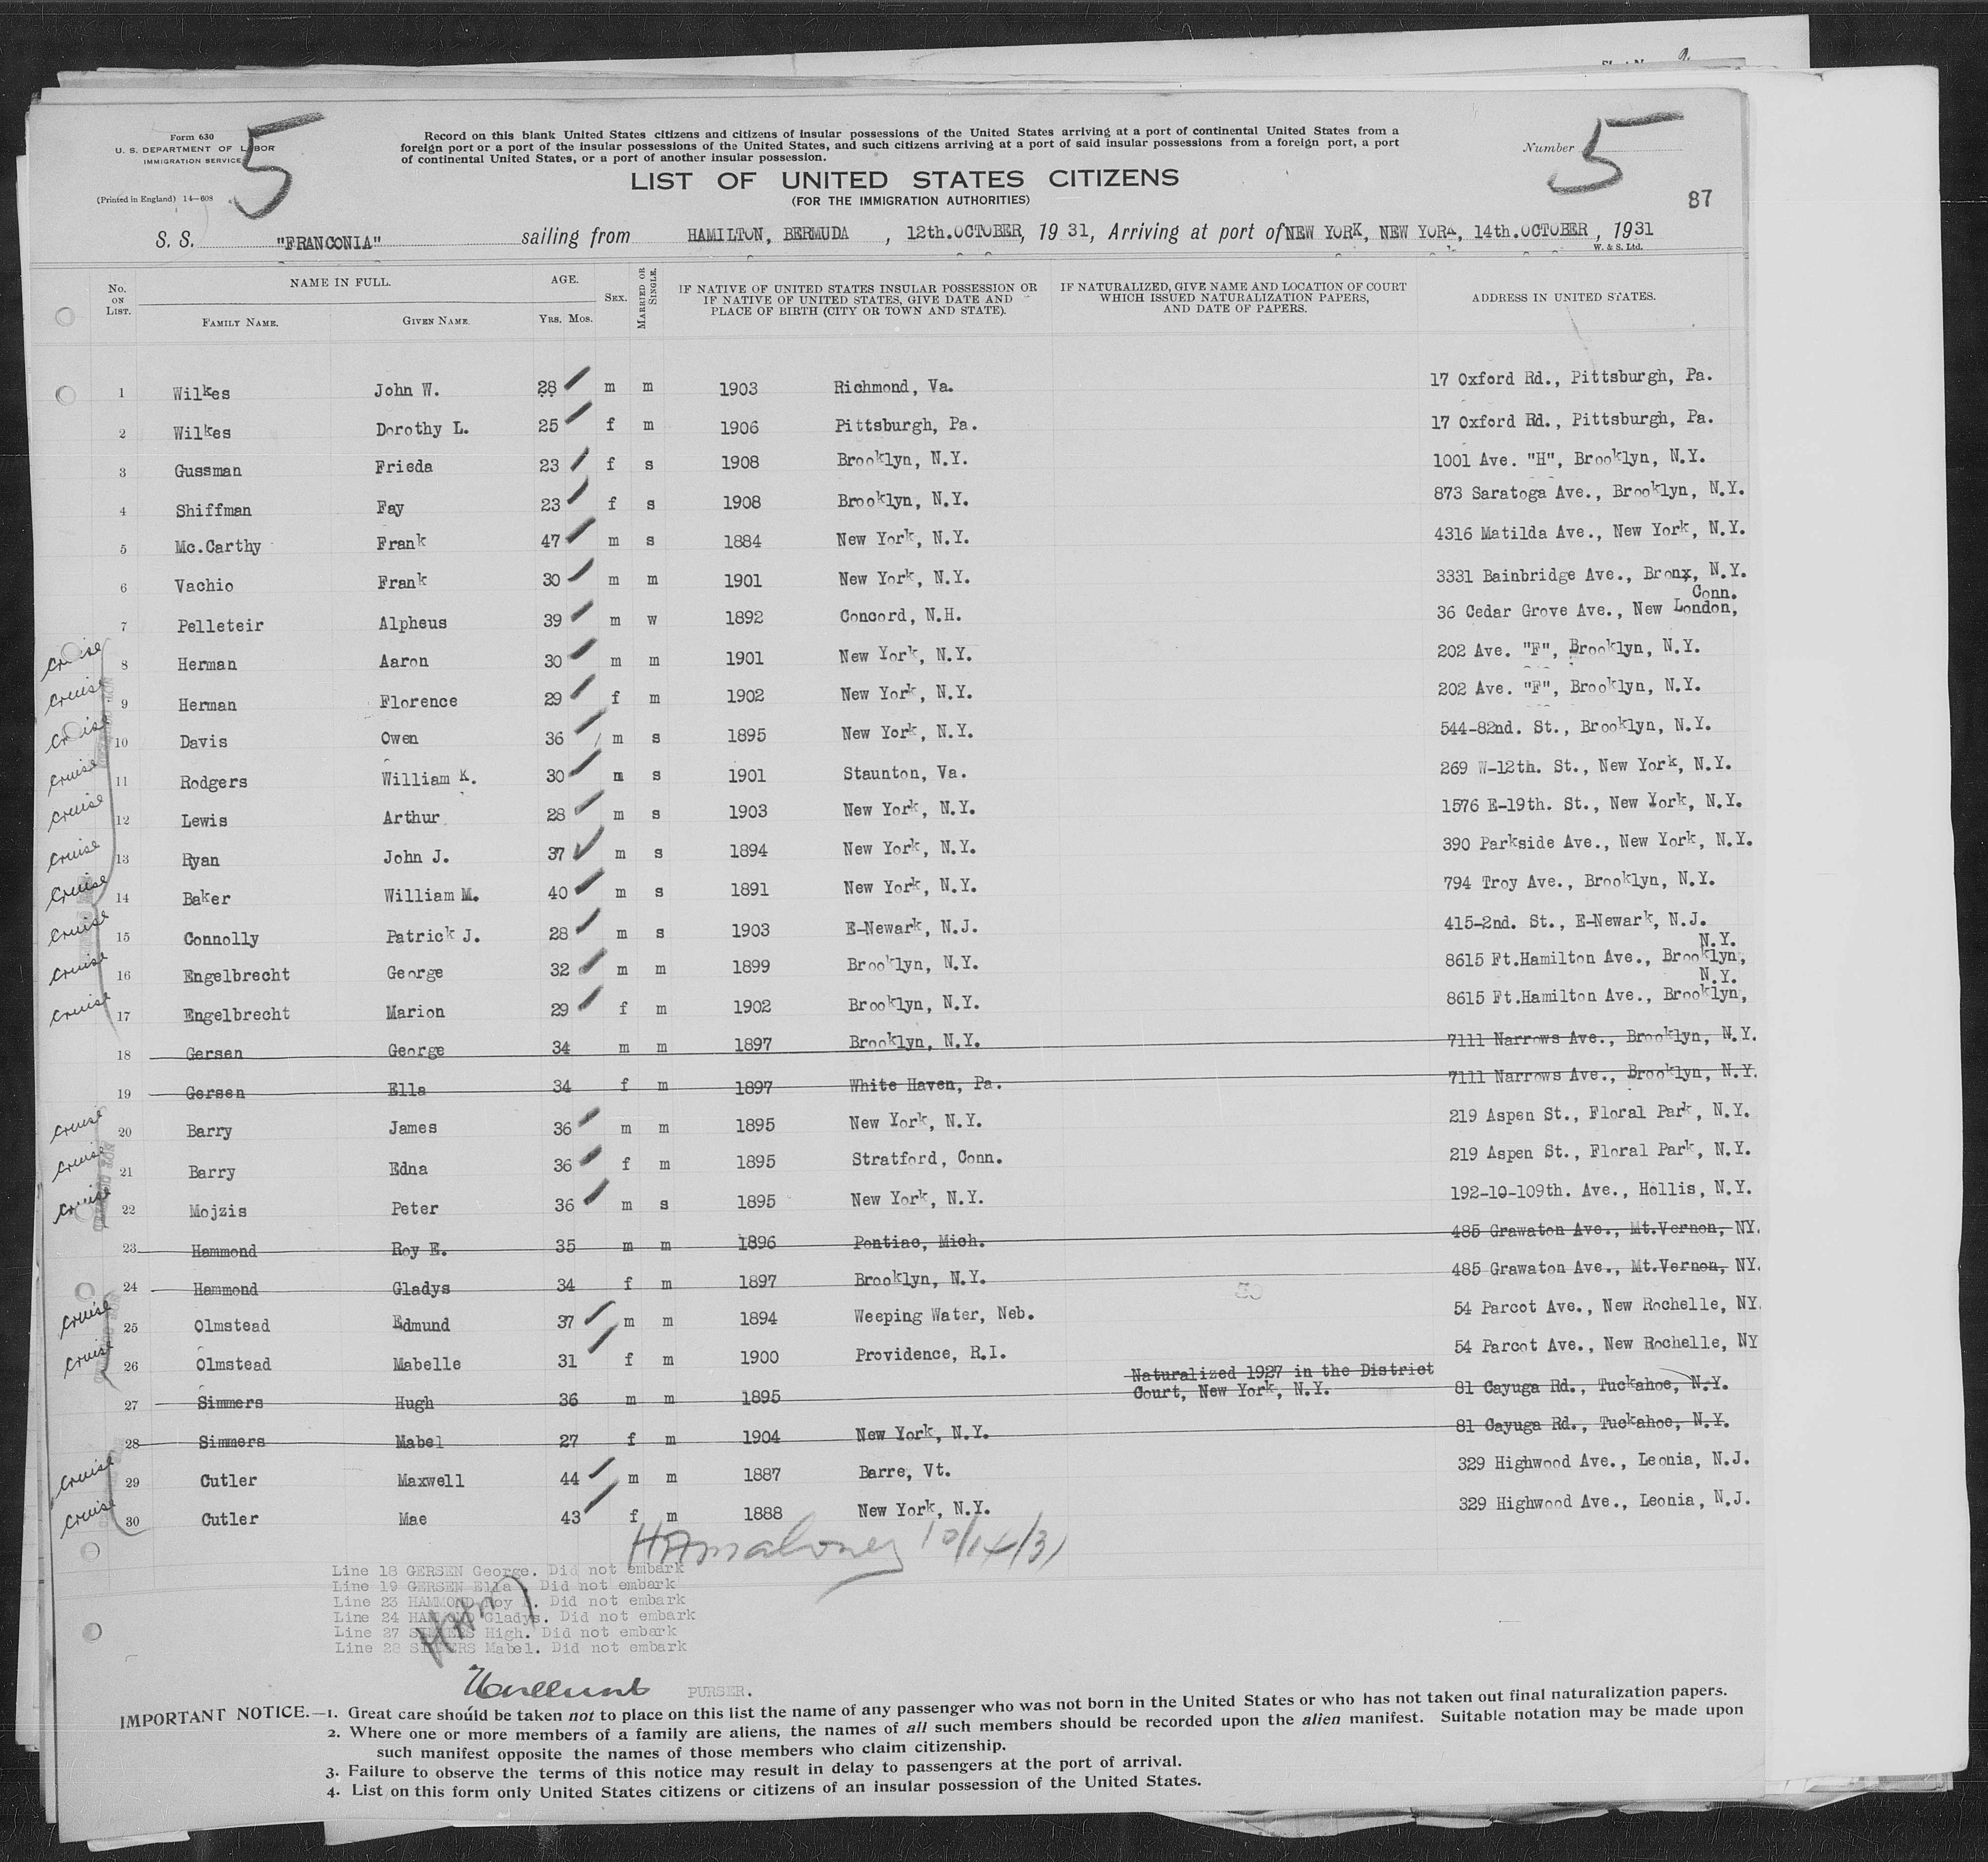 Form 630
U. S. DEPARTMENT OF LABOR
IMMIGRATION SERVICE
(Printed in England) 14—608
5
Record on this blank United States citizens and citizens of insular possessions of the United States arriving at a port of continental United States from a
foreign port or a port of the insular possessions of the United States, and such citizens arriving at a port of said insular possessions from a foreign port, a port
of continental United States, or a port of another insular possession.
Number 5
LIST OF UNITED STATES CITIZENS
(FOR THE IMMIGRATION AUTHORITIES)
87
S. S. "FRANCONIA" sailing from HAMILTON, BERMUDA, 12th.OCTOBER, 19 31, Arriving at port of NEW YORK, NEW YORK, 14th.OCTOBER, 1931
W. & S. Ltd.
No. ON LIST. NAME IN FULL. FAMILY NAME. GIVEN NAME. AGE. YRS. MOS. SEX. MARRIED OR SINGLE. IF NATIVE OF UNITED STATES INSULAR POSSESSION OR IF NATIVE OF UNITED STATES, GIVE DATE AND PLACE OF BIRTH (CITY OR TOWN AND STATE). IF NATURALIZED, GIVE NAME AND LOCATION OF COURT WHICH ISSUED NATURALIZATION PAPERS, AND DATE OF PAPERS. ADDRESS IN UNITED STATES.
1 Wilkes John W. 28 m m 1903 Richmond, Va. 17 Oxford Rd., Pittsburgh, Pa.
2 Wilkes Dorothy L. 25 f m 1906 Pittsburgh, Pa. 17 Oxford Rd., Pittsburgh, Pa.
3 Gussman Frieda 23 f s 1908 Brooklyn, N.Y. 1001 Ave. "H", Brooklyn, N.Y.
4 Shiffman Fay 23 f s 1908 Brooklyn, N.Y. 873 Saratoga Ave., Brooklyn, N.Y.
5 Mc.Carthy Frank 47 m s 1884 New York, N.Y. 4316 Matilda Ave., New York, N.Y.
6 Vachio Frank 30 m m 1901 New York, N.Y. 3331 Bainbridge Ave., Bronx, N.Y.
7 Pelleteir Alpheus 39 m w 1892 Concord, N.H. 36 Cedar Grove Ave., New London, Conn.
cruise 8 Herman Aaron 30 m m 1901 New York, N.Y. 202 Ave. "F", Brooklyn, N.Y.
cruise 9 Herman Florence 29 f m 1902 New York, N.Y. 202 Ave. "F", Brooklyn, N.Y.
cruise 10 Davis Owen 36 m s 1895 New York, N.Y. 544-82nd. St., Brooklyn, N.Y.
cruise 11 Rodgers William K. 30 m s 1901 Staunton, Va. 269 W-12th. St., New York, N.Y.
cruise 12 Lewis Arthur 28 m s 1903 New York, N.Y. 1576 E-19th. St., New York, N.Y.
cruise 13 Ryan John J. 37 m s 1894 New York, N.Y. 390 Parkside Ave., New York, N.Y.
cruise 14 Baker William M. 40 m s 1891 New York, N.Y. 794 Troy Ave., Brooklyn, N.Y.
cruise 15 Connolly Patrick J. 28 m s 1903 E-Newark, N.J. 415-2nd. St., E-Newark, N.J.
cruise 16 Engelbrecht George 32 m m 1899 Brooklyn, N.Y. 8615 Ft.Hamilton Ave., Brooklyn, N.Y.
cruise 17 Engelbrecht Marion 29 f m 1902 Brooklyn, N.Y. 8615 Ft.Hamilton Ave., Brooklyn, N.Y.
18 Gersen George 34 m m 1897 Brooklyn, N.Y. 7111 Narrows Ave., Brooklyn, N.Y.
19 Gersen Ella 34 f m 1897 White Haven, Pa. 7111 Narrows Ave., Brooklyn, N.Y.
cruise 20 Barry James 36 m m 1895 New York, N.Y. 219 Aspen St., Floral Park, N.Y.
cruise 21 Barry Edna 36 f m 1895 Stratford, Conn. 219 Aspen St., Floral Park, N.Y.
cruise 22 Mojzis Peter 36 m s 1895 New York, N.Y. 192-10-109th. Ave., Hollis, N.Y.
23 Hammond Roy E. 35 m m 1896 Pontiac, Mich. 485 Grawaton Ave., Mt.Vernon, NY.
24 Hammond Gladys 34 f m 1897 Brooklyn, N.Y. 485 Grawaton Ave., Mt.Vernon, NY.
cruise 25 Olmstead Edmund 37 m m 1894 Weeping Water, Neb. 54 Parcot Ave., New Rochelle, NY.
cruise 26 Olmstead Mabelle 31 f m 1900 Providence, R.I. 54 Parcot Ave., New Rochelle, NY
27 Simmers Hugh 36 m m 1895 Naturalized 1927 in the District Court, New York, N.Y. 81 Cayuga Rd., Tuckahoe, N.Y.
28 Simmers Mabel 27 f m 1904 New York, N.Y. 81 Cayuga Rd., Tuckahoe, N.Y.
cruise 29 Cutler Maxwell 44 m m 1887 Barre, Vt. 329 Highwood Ave., Leonia, N.J.
cruise 30 Cutler Mae 43 f m 1888 New York, N.Y. 329 Highwood Ave., Leonia, N.J.
HAMahoney 10/14/31
Line 18 GERSEN George. Did not embark
Line 19 GERSEN Ella. Did not embark
Line 23 HAMMOND Roy E. Did not embark
Line 24 HAMMOND Gladys. Did not embark
Line 27 SIMMERS High. Did not embark
Line 28 SIMMERS Mabel. Did not embark
PURSER.
IMPORTANT NOTICE.—1. Great care should be taken not to place on this list the name of any passenger who was not born in the United States or who has not taken out final naturalization papers.
2. Where one or more members of a family are aliens, the names of all such members should be recorded upon the alien manifest. Suitable notation may be made upon
such manifest opposite the names of those members who claim citizenship.
3. Failure to observe the terms of this notice may result in delay to passengers at the port of arrival.
4. List on this form only United States citizens or citizens of an insular possession of the United States.